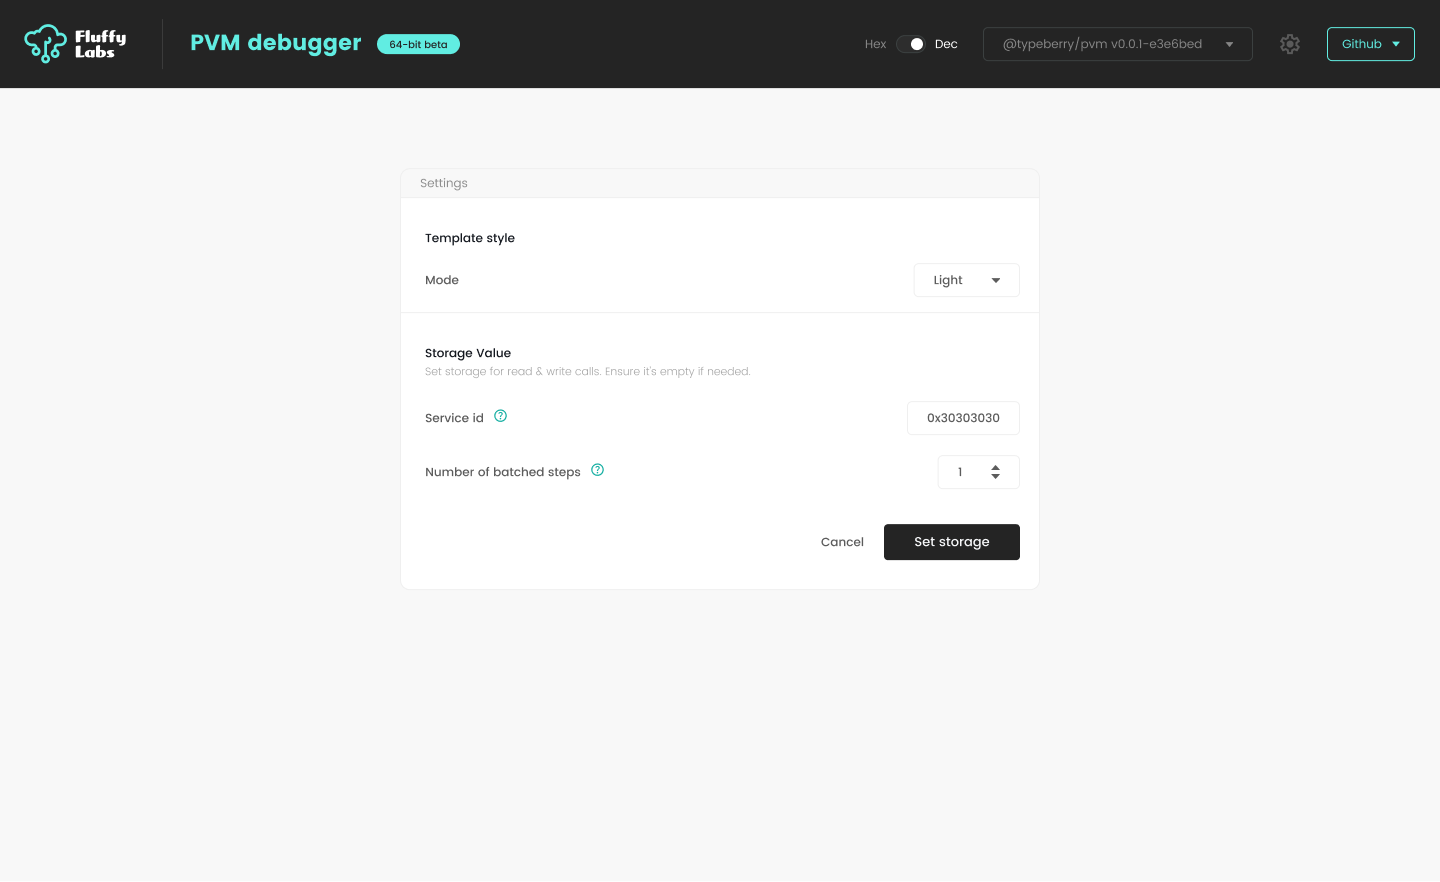 Fluffy
Labs
PVM debugger
64-bit beta
Hex
Dec
@typeberry/pvm v0.0.1-e3e6bed
Github
Settings
Template style
Mode
Light
Storage Value
Set storage for read & write calls. Ensure it's empty if needed.
Service id
0x30303030
Number of batched steps
1
Cancel
Set storage